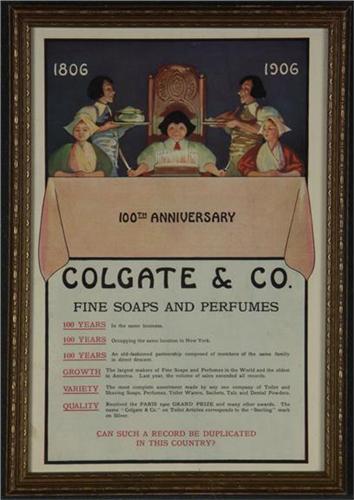 1806 1906
100TH ANNIVERSARY
COLGATE & CO.
FINE SOAPS AND PERFUMES
100 YEARS In the same business.
100 YEARS Occupying the same location in New York.
100 YEARS An old-fashioned partnership composed of members of the same family
in direct descent.
GROWTH The largest makers of Fine Soaps and Perfumes in the World and the oldest
in America. Last year, the volume of sales exceeded all records.
VARIETY The most complete assortment made by any one company of Toilet and
Shaving Soaps, Perfumes, Toilet Waters, Sachets, Talc and Dental Powders.
QUALITY Received the PARIS 1900 GRAND PRIZE and many other awards. The
name "Colgate & Co." on Toilet Articles corresponds to the "Sterling" mark
on Silver.
CAN SUCH A RECORD BE DUPLICATED
IN THIS COUNTRY?